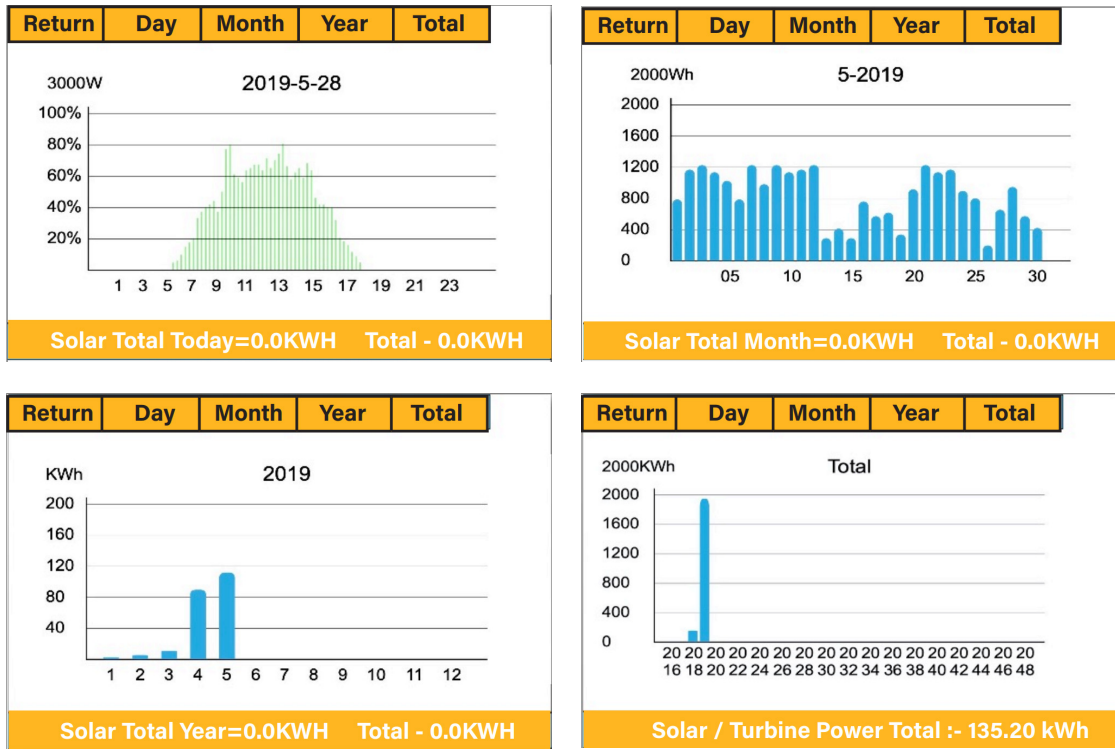 Return Day Month Year Total
3000W 2019-5-28
100%
80%
60%
40%
20%
1 3 5 7 9 11 13 15 17 19 21 23
Solar Total Today=0.0KWH Total - 0.0KWH
Return Day Month Year Total
2000Wh 5-2019
2000
1600
1200
800
400
0
05 10 15 20 25 30
Solar Total Month=0.0KWH Total - 0.0KWH
Return Day Month Year Total
KWh 2019
200
160
120
80
40
1 2 3 4 5 6 7 8 9 10 11 12
Solar Total Year=0.0KWH Total - 0.0KWH
Return Day Month Year Total
2000KWh Total
2000
1600
1200
800
400
0
20 20 20 20 20 20 20 20 20 20 20 20 20 20 20 20 20
16 18 20 22 24 26 28 30 32 34 36 38 40 42 44 46 48
Solar / Turbine Power Total :- 135.20 kWh